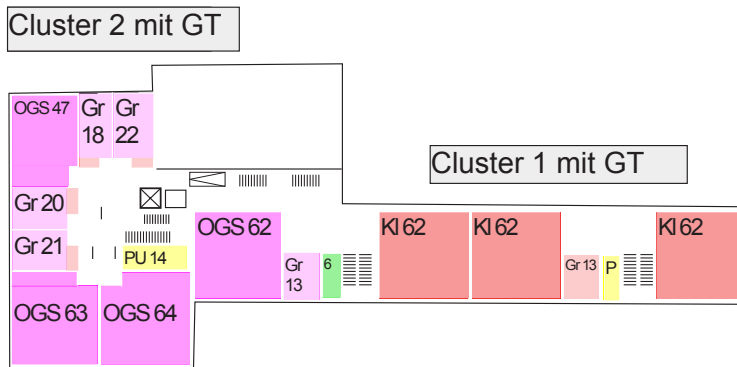 Cluster 2 mit GT
OGS 47
Gr
18
Gr
22
Cluster 1 mit GT
Gr 20
Gr 21
PU 14
OGS 62
Gr
13
6
KI 62
KI 62
Gr 13
P
KI 62
OGS 63
OGS 64